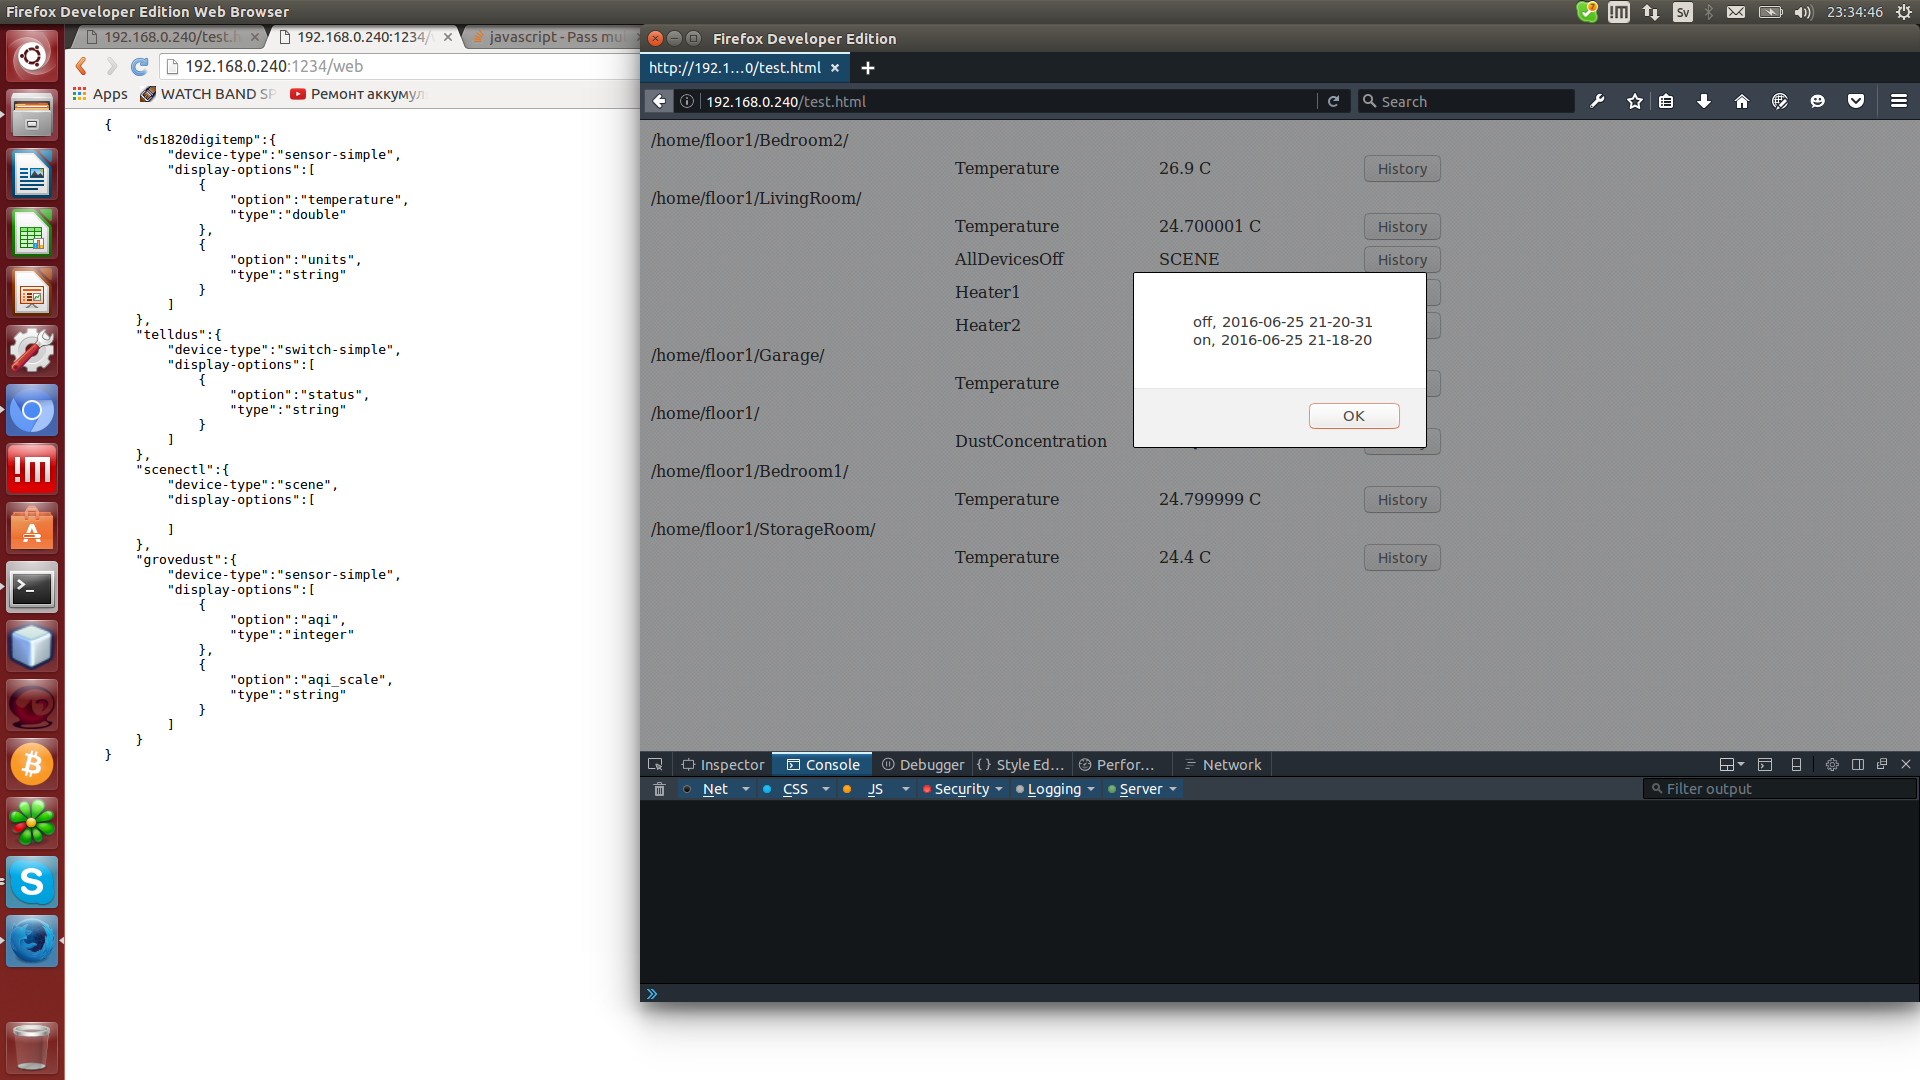 Firefox Developer Edition Web Browser
Sv
23:34:46
192.168.0.240/test.h
192.168.0.240:1234/
javascript - Pass mu
192.168.0.240:1234/web
Apps
WATCH BAND SP
Ремонт аккумул
{
"ds1820digitemp":{
"device-type":"sensor-simple",
"display-options":[
{
"option":"temperature",
"type":"double"
},
{
"option":"units",
"type":"string"
}
]
},
"telldus":{
"device-type":"switch-simple",
"display-options":[
{
"option":"status",
"type":"string"
}
]
},
"scenectl":{
"device-type":"scene",
"display-options":[
]
},
"grovedust":{
"device-type":"sensor-simple",
"display-options":[
{
"option":"aqi",
"type":"integer"
},
{
"option":"aqi_scale",
"type":"string"
}
]
}
}
Firefox Developer Edition
http://192.1...0/test.html
192.168.0.240/test.html
Search
/home/floor1/Bedroom2/
Temperature 26.9 C History
/home/floor1/LivingRoom/
Temperature 24.700001 C History
AllDevicesOff SCENE History
Heater1
Heater2
/home/floor1/Garage/
Temperature
/home/floor1/
DustConcentration
/home/floor1/Bedroom1/
Temperature 24.799999 C History
/home/floor1/StorageRoom/
Temperature 24.4 C History
off, 2016-06-25 21-20-31
on, 2016-06-25 21-18-20
OK
Inspector Console Debugger { } Style Ed... Perfor... Network
Net CSS JS Security Logging Server
Filter output